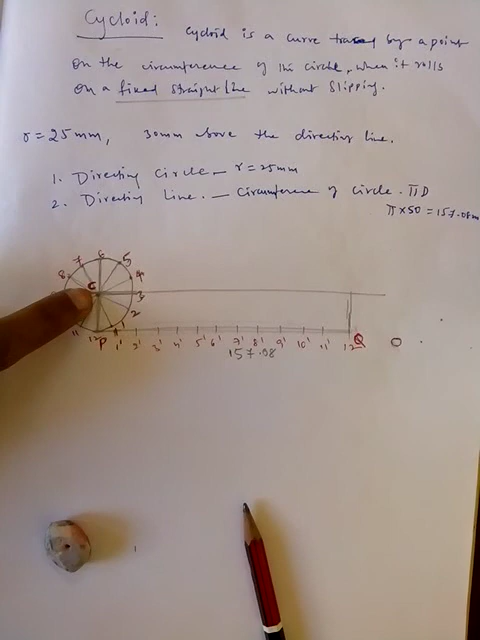 Cycloid:
Cycloid is a curve traced by a point
on the circumference of the circle, when it rolls
on a fixed straight line without slipping.
r = 25mm, 30mm above the directing line.
1. Directing circle - r = 25mm
2. Directing Line. - Circumference of circle. πD
π×50 = 157.08m
6
7 5
8 4
C 3
2
1
11 12 P 1' 2' 3' 4' 5' 6' 7' 8' 9' 10' 11' 12 Q O
157.08